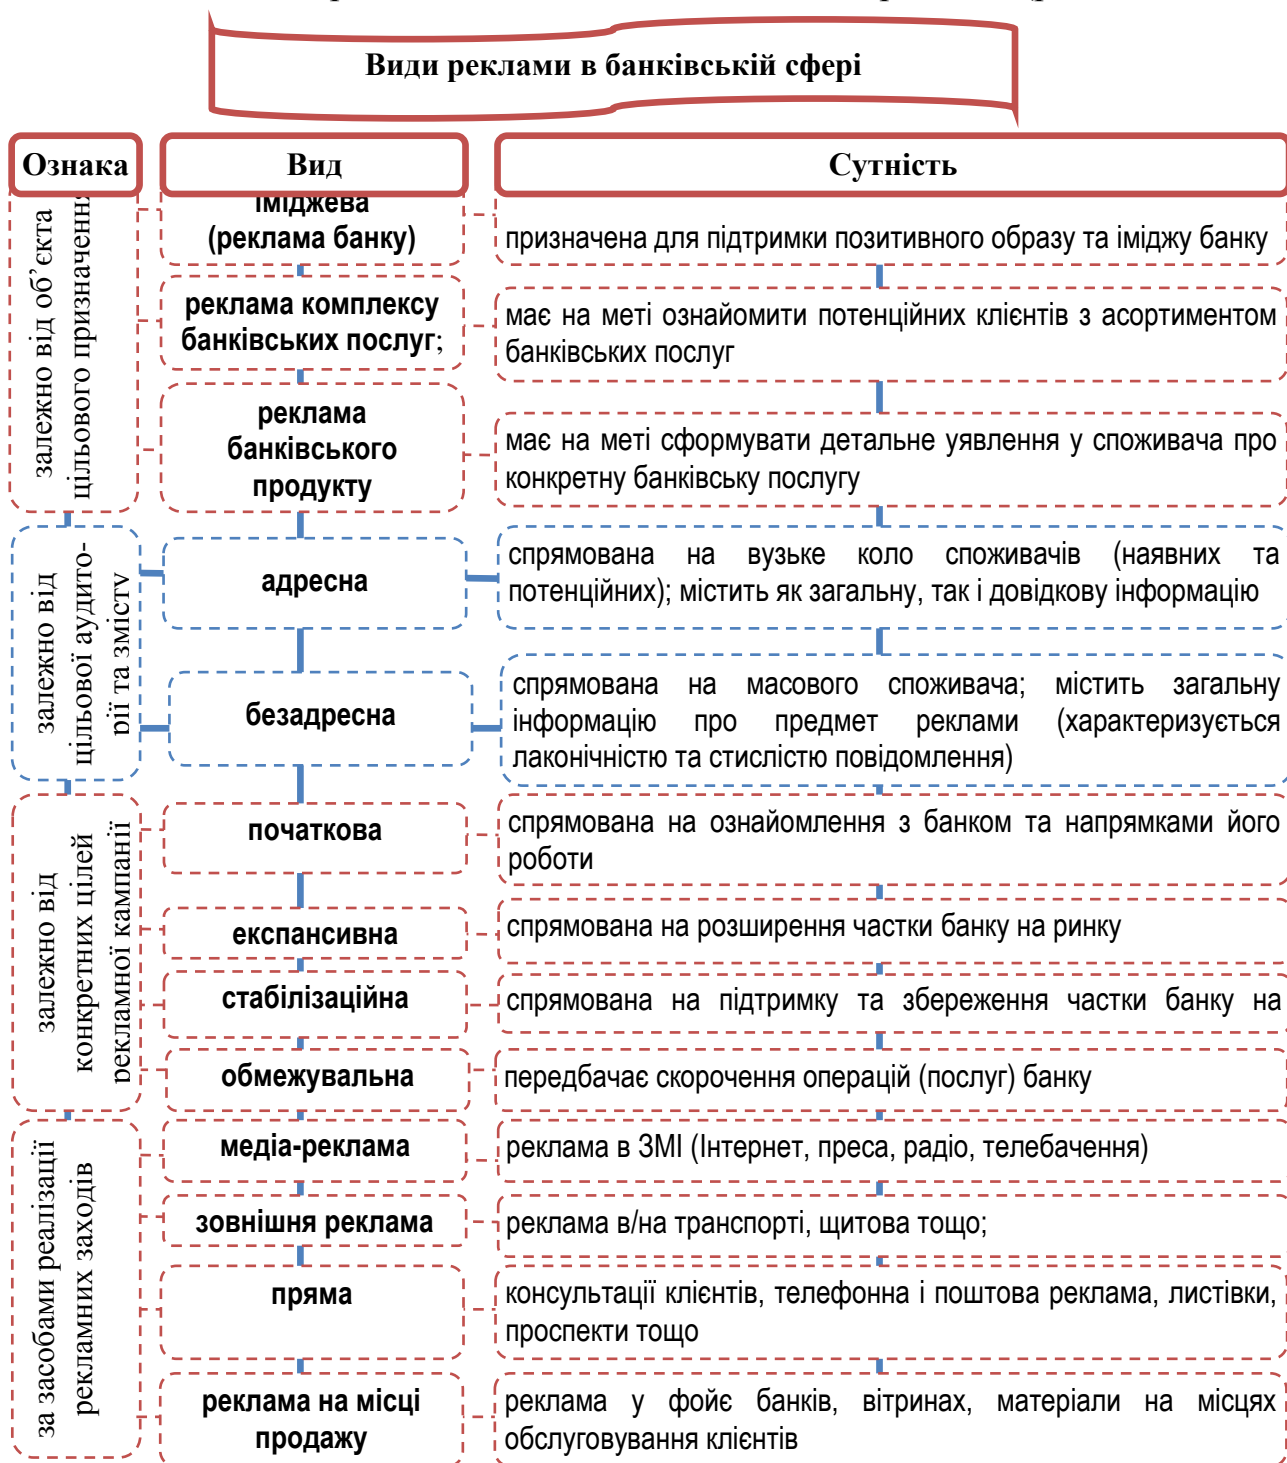 Види реклами в банківській сфері
Ознака
Вид
Сутність
залежно від об’єкта
цільового призначення
іміджева
(реклама банку)
призначена для підтримки позитивного образу та іміджу банку
реклама комплексу
банківських послуг;
має на меті ознайомити потенційних клієнтів з асортиментом
банківських послуг
реклама
банківського
продукту
має на меті сформувати детальне уявлення у споживача про
конкретну банківську послугу
залежно від
цільової аудито-
рії та змісту
адресна
спрямована на вузьке коло споживачів (наявних та
потенційних); містить як загальну, так і довідкову інформацію
безадресна
спрямована на масового споживача; містить загальну
інформацію про предмет реклами (характеризується
лаконічністю та стислістю повідомлення)
залежно від
конкретних цілей
рекламної кампанії
початкова
спрямована на ознайомлення з банком та напрямками його
роботи
експансивна
спрямована на розширення частки банку на ринку
стабілізаційна
спрямована на підтримку та збереження частки банку на
обмежувальна
передбачає скорочення операцій (послуг) банку
за засобами реалізації
рекламних заходів
медіа-реклама
реклама в ЗМІ (Інтернет, преса, радіо, телебачення)
зовнішня реклама
реклама в/на транспорті, щитова тощо;
пряма
консультації клієнтів, телефонна і поштова реклама, листівки,
проспекти тощо
реклама на місці
продажу
реклама у фойє банків, вітринах, матеріали на місцях
обслуговування клієнтів